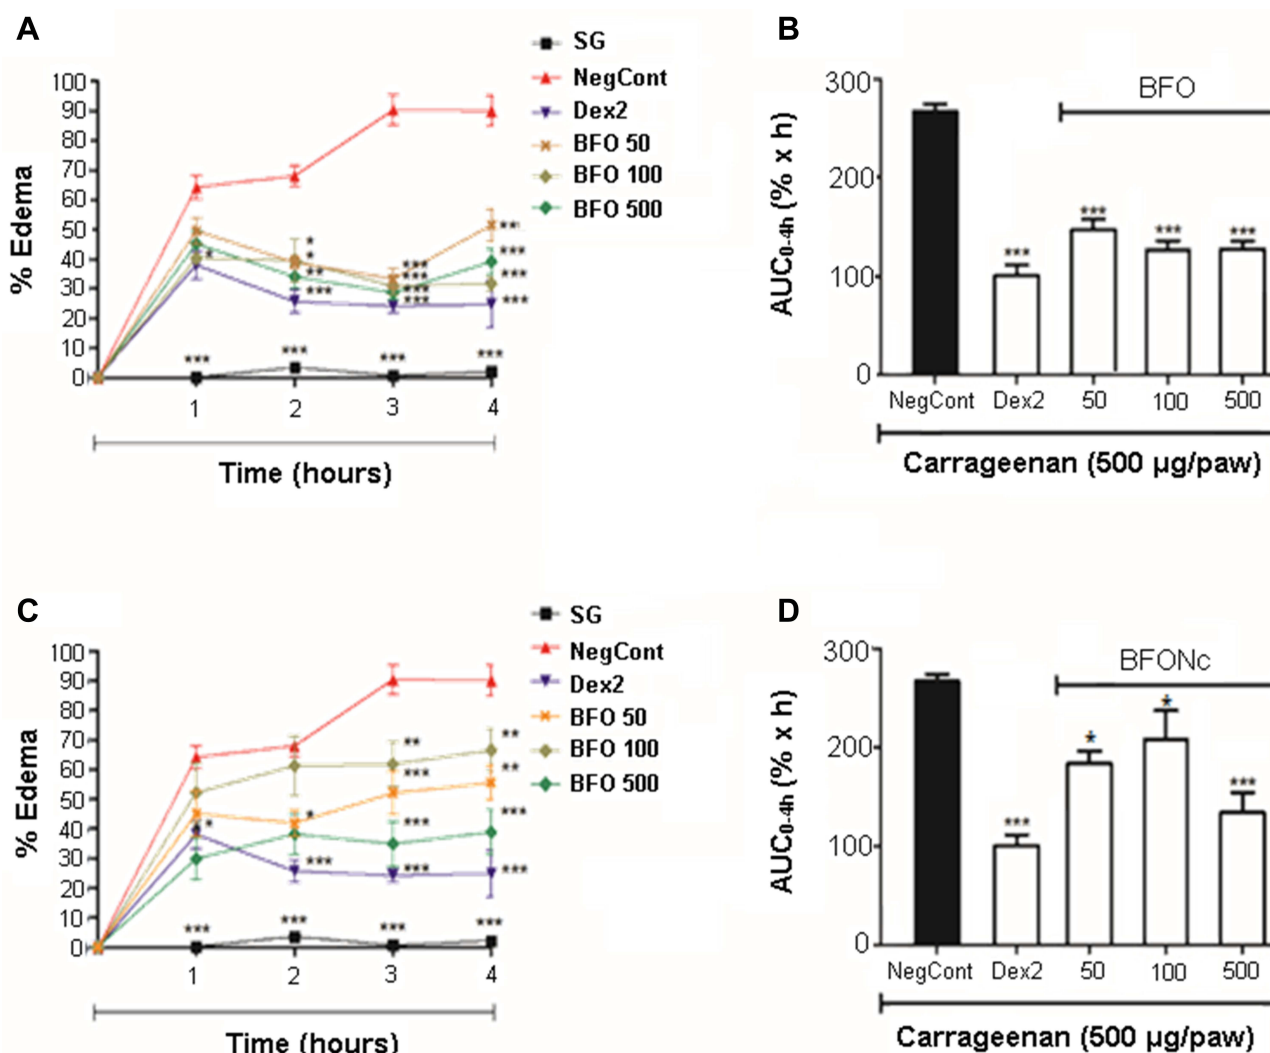 A
SG
NegCont
Dex2
BFO 50
BFO 100
BFO 500
100
90
80
70
60
50
40
30
20
10
0
% Edema
*
*
*
**
***
***
***
***
***
**
***
***
***
***
***
***
***
1
2
3
4
Time (hours)
B
300
200
100
0
AUC0-4h (% x h)
BFO
***
***
***
***
NegCont
Dex2
50
100
500
Carrageenan (500 µg/paw)
C
SG
NegCont
Dex2
BFO 50
BFO 100
BFO 500
100
90
80
70
60
50
40
30
20
10
0
% Edema
*
*
***
**
***
***
***
**
**
***
***
***
***
***
***
1
2
3
4
Time (hours)
D
300
200
100
0
AUC0-4h (% x h)
BFONc
***
*
*
***
NegCont
Dex2
50
100
500
Carrageenan (500 µg/paw)